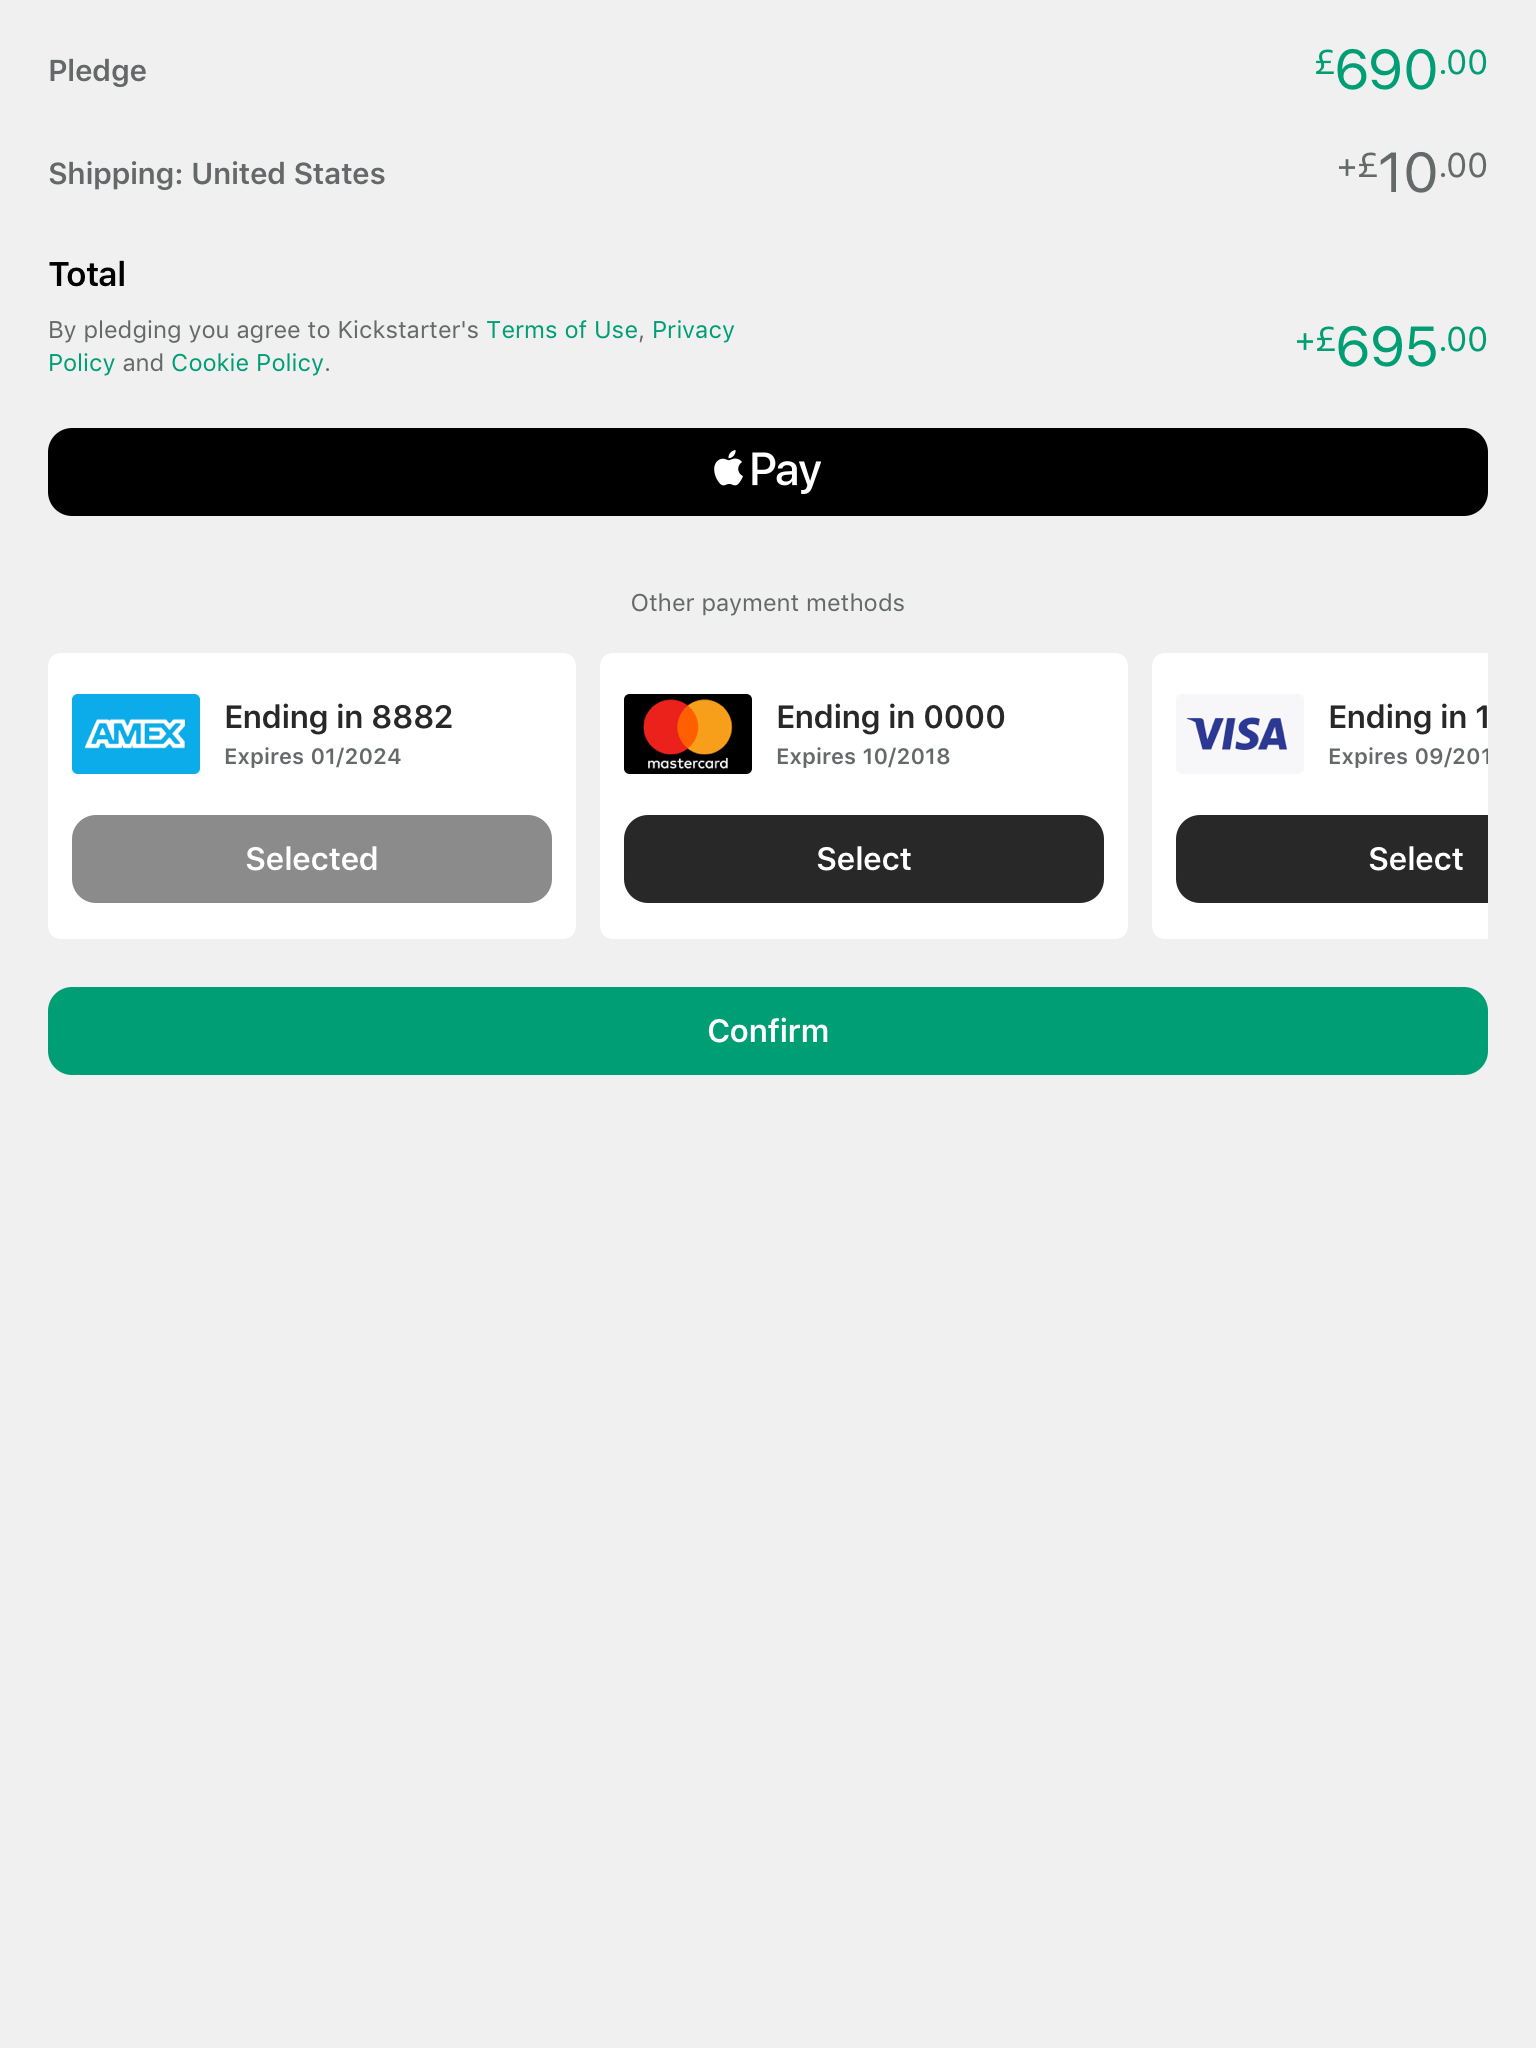 Pledge £690.00
Shipping: United States +£10.00
Total
By pledging you agree to Kickstarter's Terms of Use, Privacy
Policy and Cookie Policy.
+£695.00
Pay
Other payment methods
AMEX
Ending in 8882
Expires 01/2024
Selected
mastercard
Ending in 0000
Expires 10/2018
Select
VISA
Ending in 1
Expires 09/201
Select
Confirm